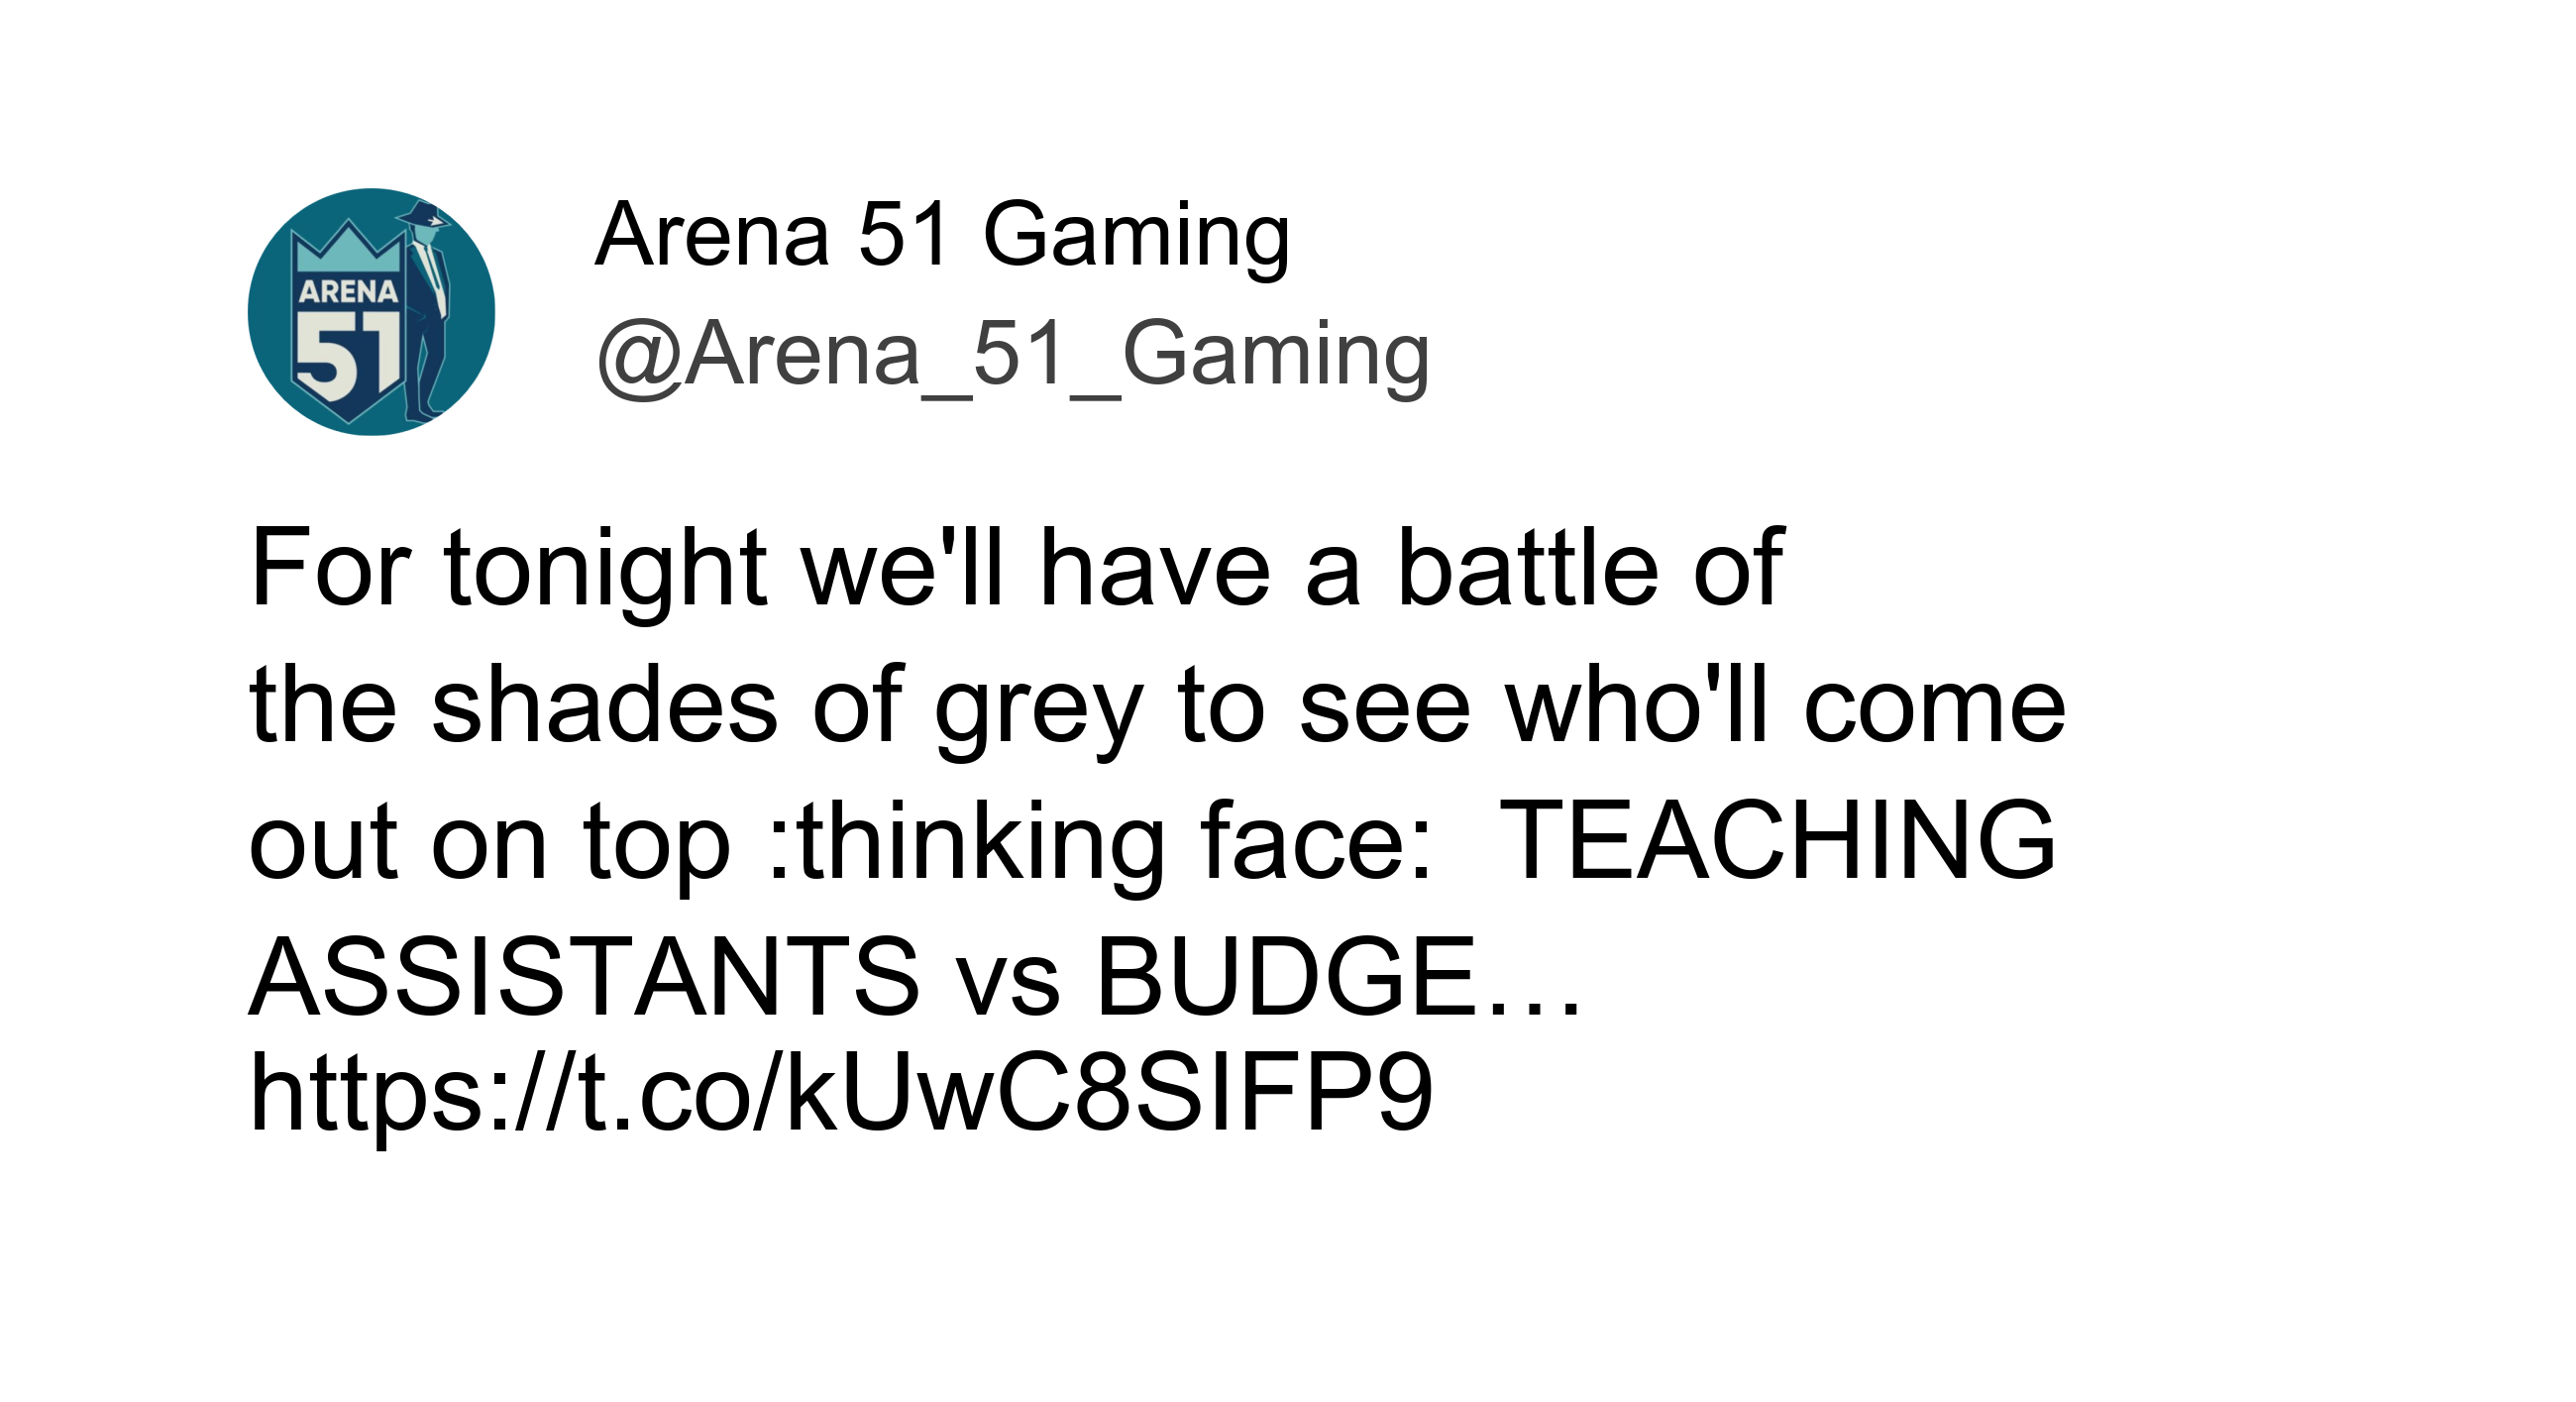 ARENA
51
Arena 51 Gaming
@Arena_51_Gaming
For tonight we'll have a battle of
the shades of grey to see who'll come
out on top :thinking face:  TEACHING
ASSISTANTS vs BUDGE…
https://t.co/kUwC8SIFP9